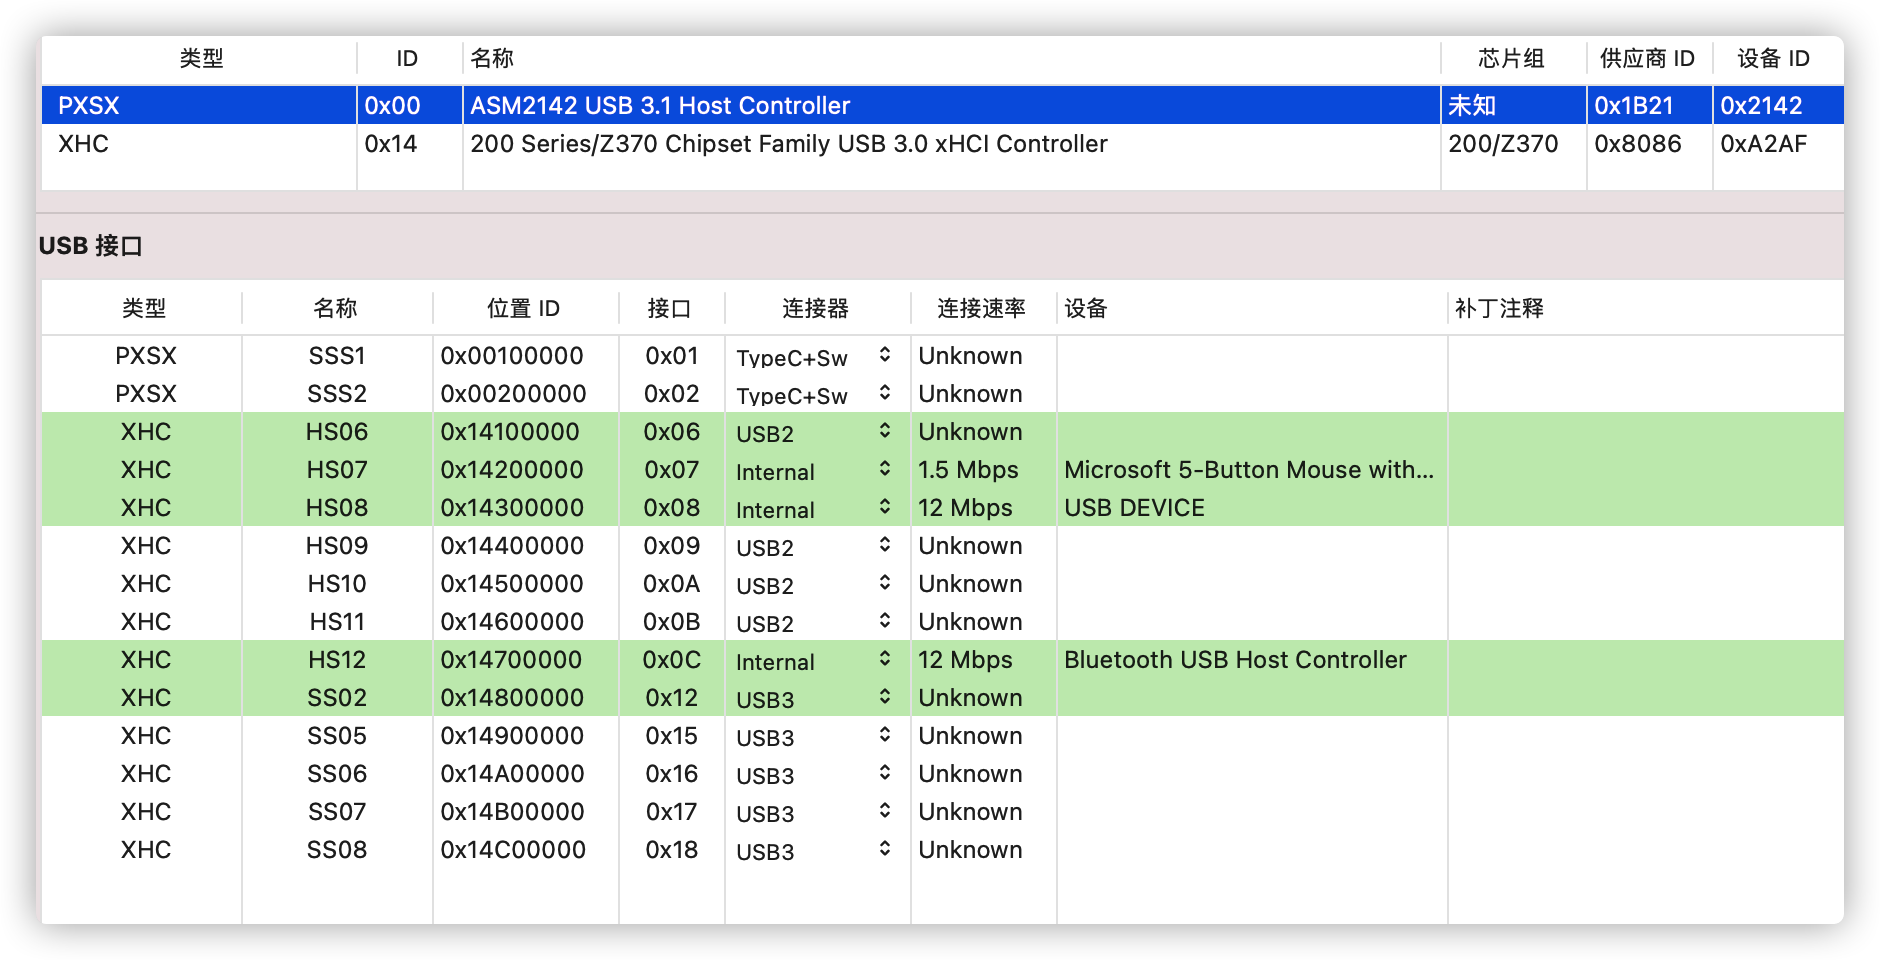 类型 ID 名称 芯片组 供应商 ID 设备 ID
PXSX 0x00 ASM2142 USB 3.1 Host Controller 未知 0x1B21 0x2142
XHC 0x14 200 Series/Z370 Chipset Family USB 3.0 xHCI Controller 200/Z370 0x8086 0xA2AF
USB 接口
类型 名称 位置 ID 接口 连接器 连接速率 设备 补丁注释
PXSX SSS1 0x00100000 0x01 TypeC+Sw Unknown
PXSX SSS2 0x00200000 0x02 TypeC+Sw Unknown
XHC HS06 0x14100000 0x06 USB2 Unknown
XHC HS07 0x14200000 0x07 Internal 1.5 Mbps Microsoft 5-Button Mouse with...
XHC HS08 0x14300000 0x08 Internal 12 Mbps USB DEVICE
XHC HS09 0x14400000 0x09 USB2 Unknown
XHC HS10 0x14500000 0x0A USB2 Unknown
XHC HS11 0x14600000 0x0B USB2 Unknown
XHC HS12 0x14700000 0x0C Internal 12 Mbps Bluetooth USB Host Controller
XHC SS02 0x14800000 0x12 USB3 Unknown
XHC SS05 0x14900000 0x15 USB3 Unknown
XHC SS06 0x14A00000 0x16 USB3 Unknown
XHC SS07 0x14B00000 0x17 USB3 Unknown
XHC SS08 0x14C00000 0x18 USB3 Unknown